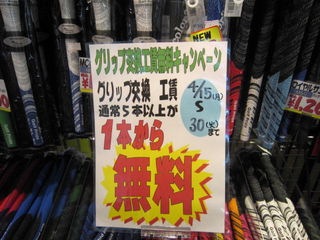 グリップ交換工賃無料キャンペーン
グリップ交換 工賃
通常5本以上が
4/15(月)
S
30(火)まで
1本から
無料
NEW